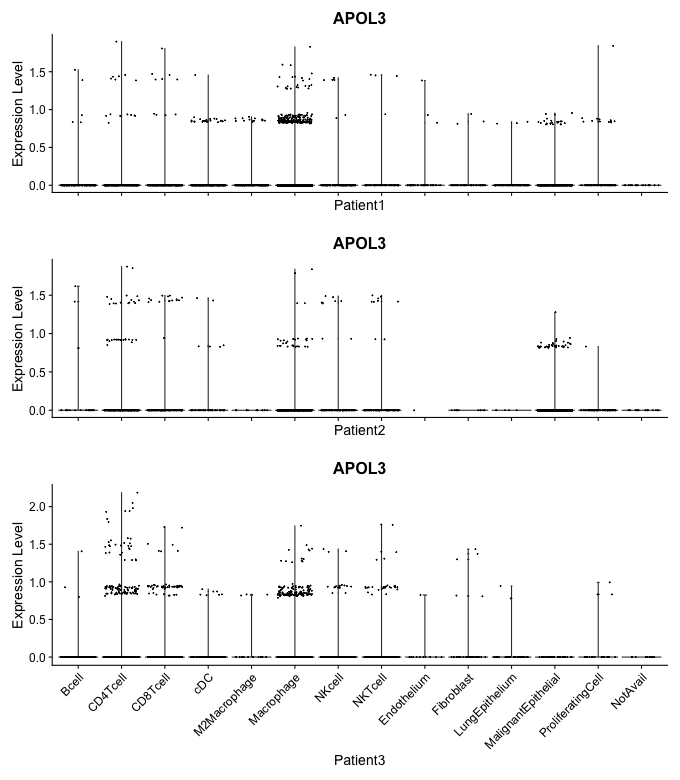 APOL3
Expression Level
1.5
1.0
0.5
0.0
Patient1
APOL3
Expression Level
1.5
1.0
0.5
0.0
Patient2
APOL3
Expression Level
2.0
1.5
1.0
0.5
0.0
Bcell
CD4Tcell
CD8Tcell
cDC
M2Macrophage
Macrophage
NKcell
NKTcell
Endothelium
Fibroblast
LungEpithelium
MalignantEpithelial
ProliferatingCell
NotAvail
Patient3